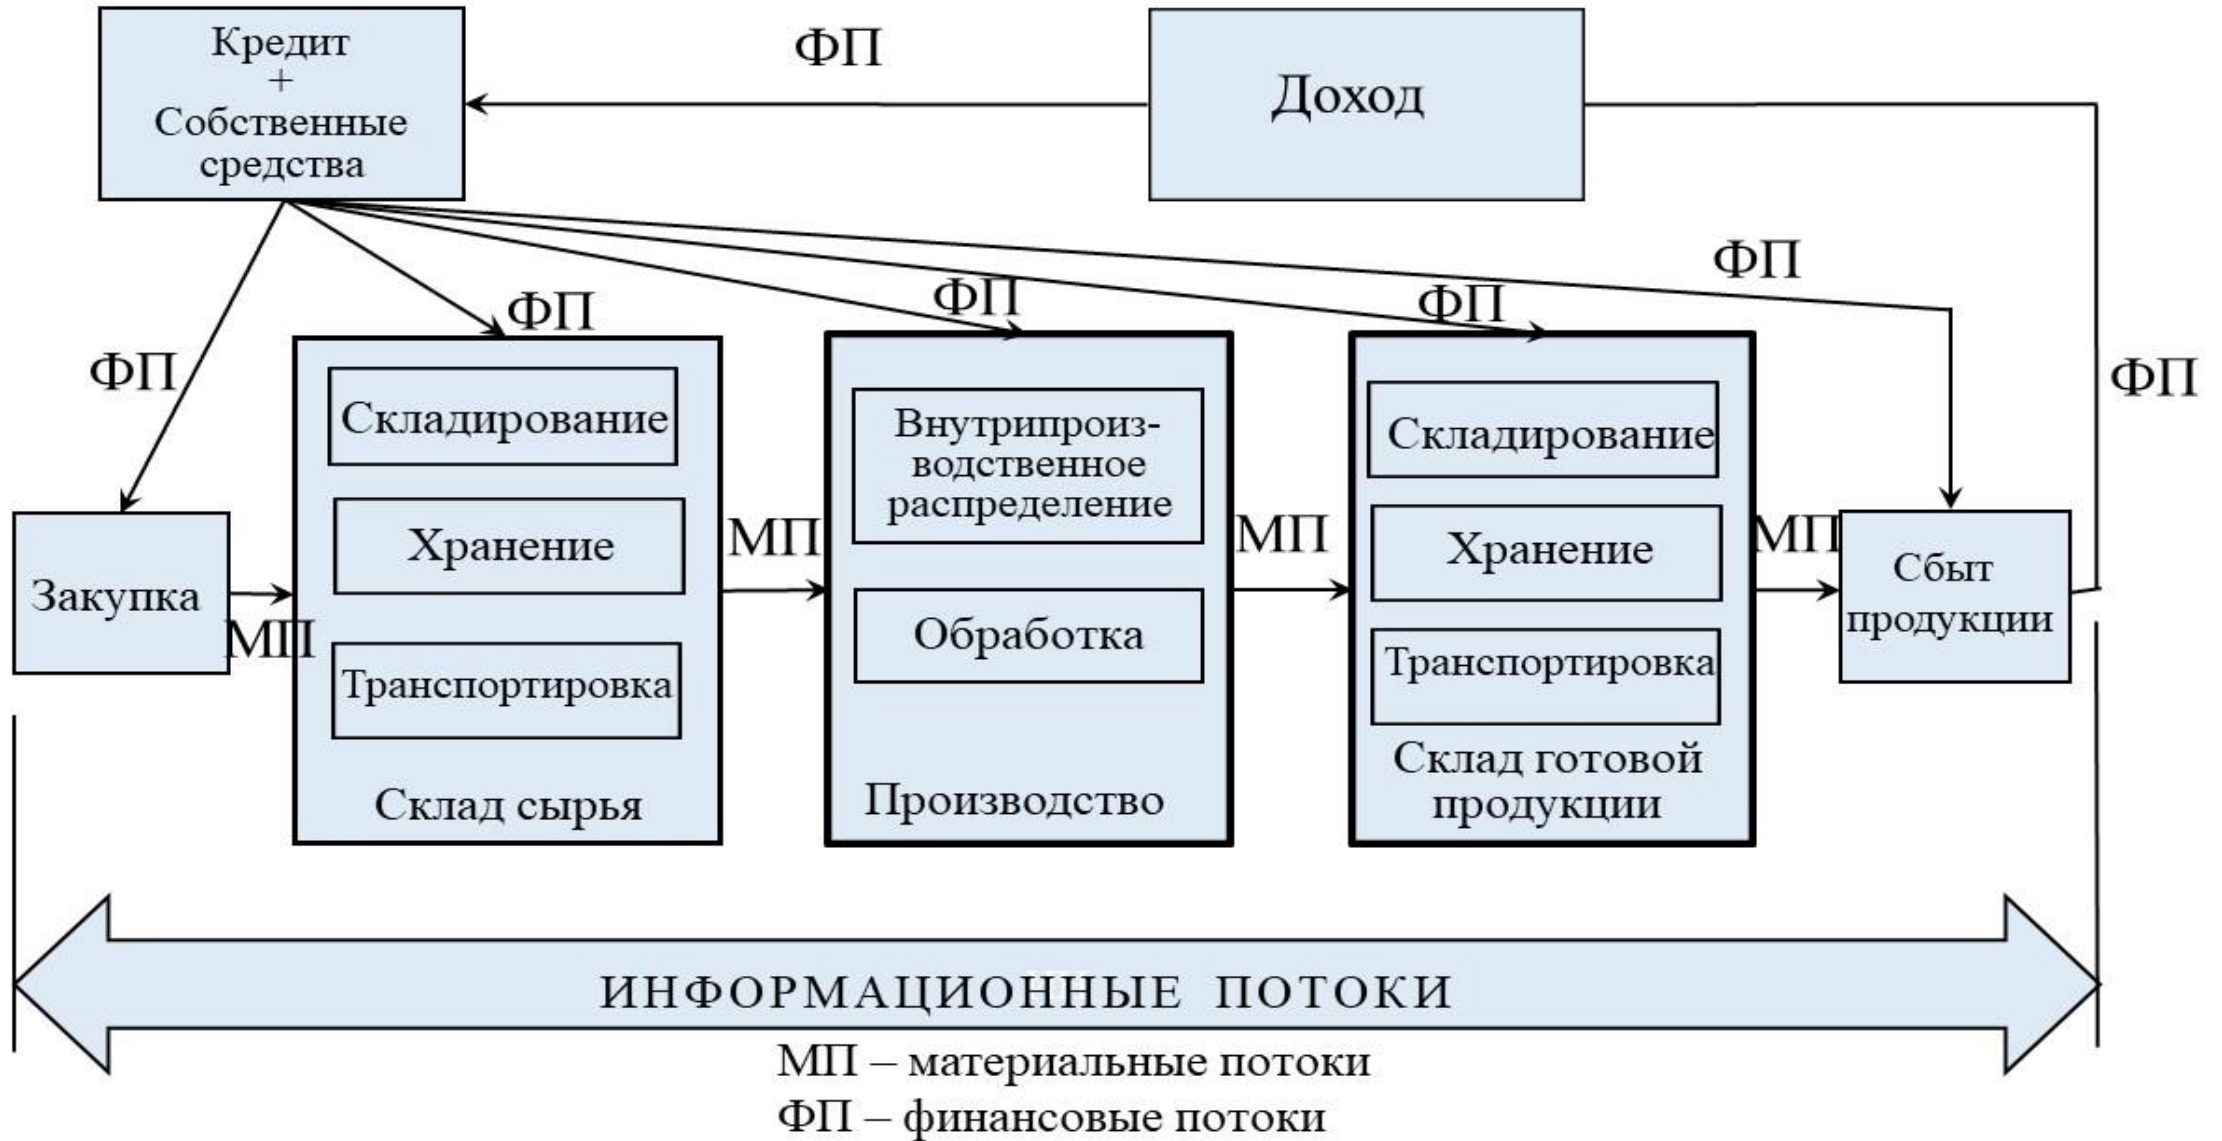 Кредит
+
Собственные
средства
ФП
Доход
ФП
ФП
ФП
ФП
ФП
ФП
Закупка
МП
Складирование
Хранение
Транспортировка
Склад сырья
МП
Внутрипроиз-
водственное
распределение
Обработка
Производство
МП
Складирование
Хранение
Транспортировка
Склад готовой
продукции
МП
Сбыт
продукции
ИНФОРМАЦИОННЫЕ ПОТОКИ
МП – материальные потоки
ФП – финансовые потоки